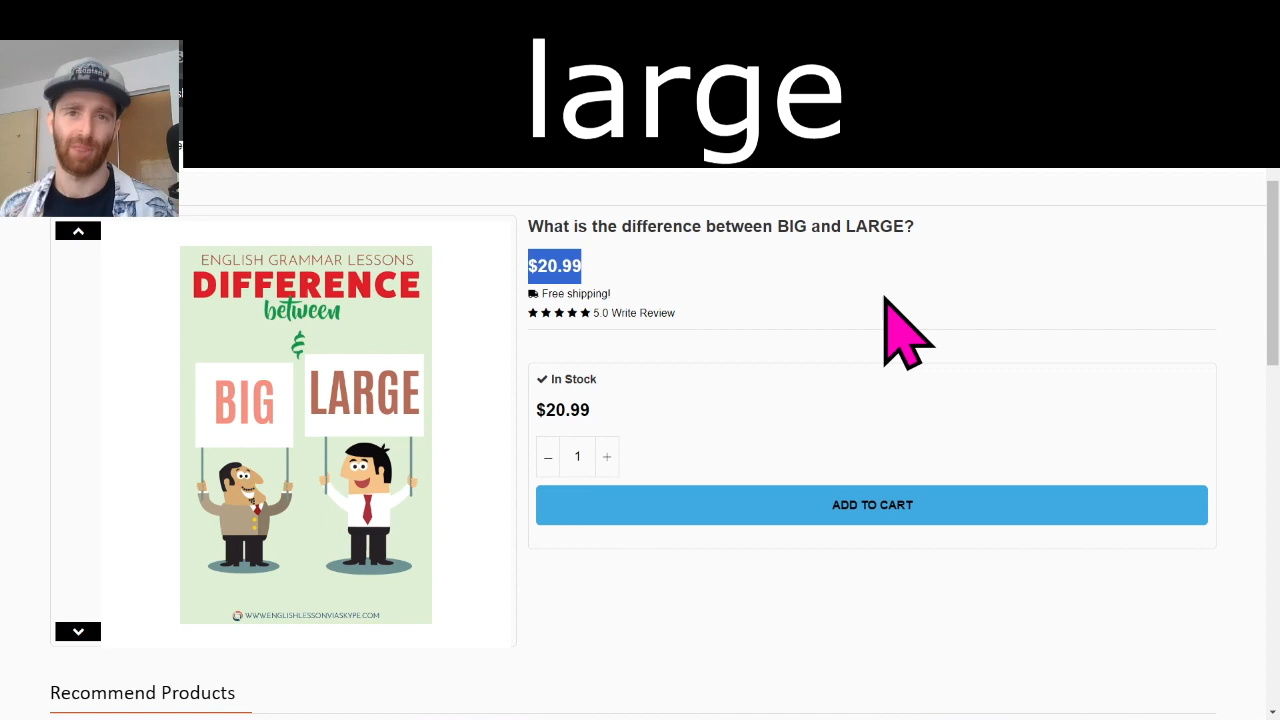 large
What is the difference between BIG and LARGE?
$20.99
Free shipping!
5.0 Write Review
In Stock
$20.99
– 1 +
ADD TO CART
ENGLISH GRAMMAR LESSONS
DIFFERENCE
between
&
BIG LARGE
WWW.ENGLISHLESSONVIASKYPE.COM
Recommend Products